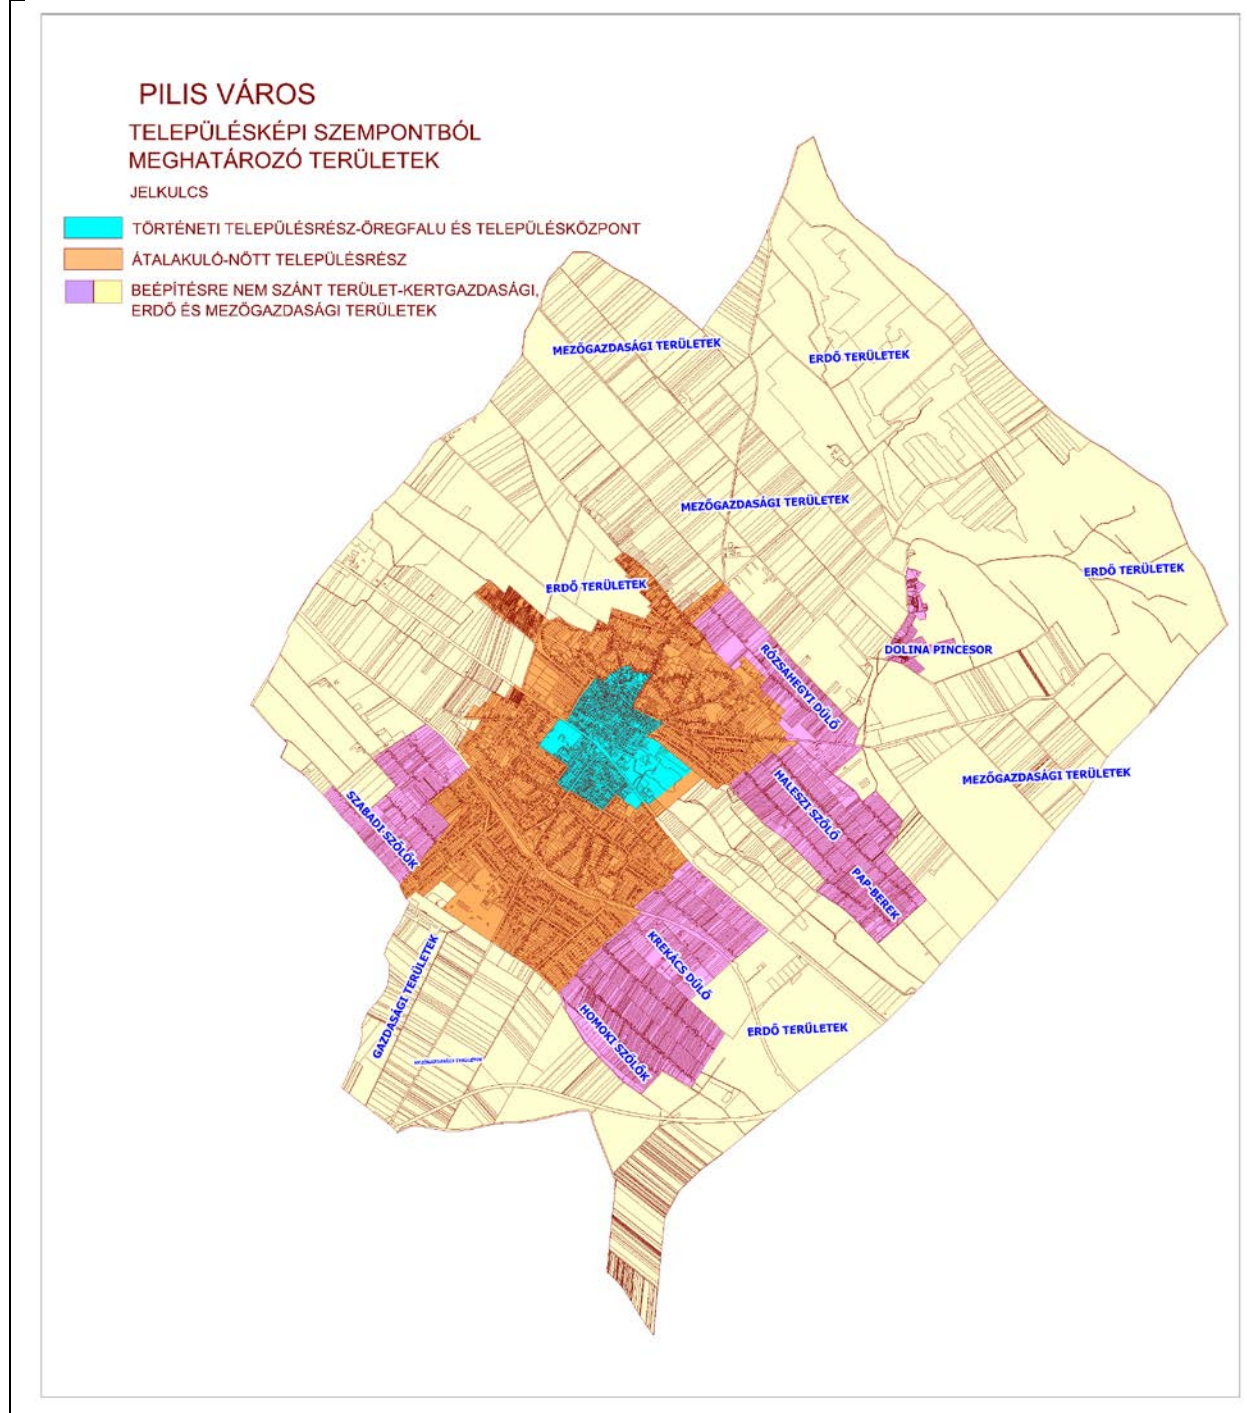 PILIS VÁROS
TELEPÜLÉSKÉPI SZEMPONTBÓL
MEGHATÁROZÓ TERÜLETEK
JELKULCS
TÖRTÉNETI TELEPÜLÉSRÉSZ-ÖREGFALU ÉS TELEPÜLÉSKÖZPONT
ÁTALAKULÓ-NŐTT TELEPÜLÉSRÉSZ
BEÉPÍTÉSRE NEM SZÁNT TERÜLET-KERTGAZDASÁGI,
ERDŐ ÉS MEZŐGAZDASÁGI TERÜLETEK
MEZŐGAZDASÁGI TERÜLETEK
ERDŐ TERÜLETEK
MEZŐGAZDASÁGI TERÜLETEK
ERDŐ TERÜLETEK
ERDŐ TERÜLETEK
DOLINA PINCESOR
RÓZSAHEGYI DŰLŐ
MEZŐGAZDASÁGI TERÜLETEK
HALESZI SZŐLŐ
SZABADI SZŐLŐK
PAP-BEREK
KREKÁCS DŰLŐ
GAZDASÁGI TERÜLETEK
HOMOKI SZŐLŐK
ERDŐ TERÜLETEK
MEZŐGAZDASÁGI TERÜLETEK